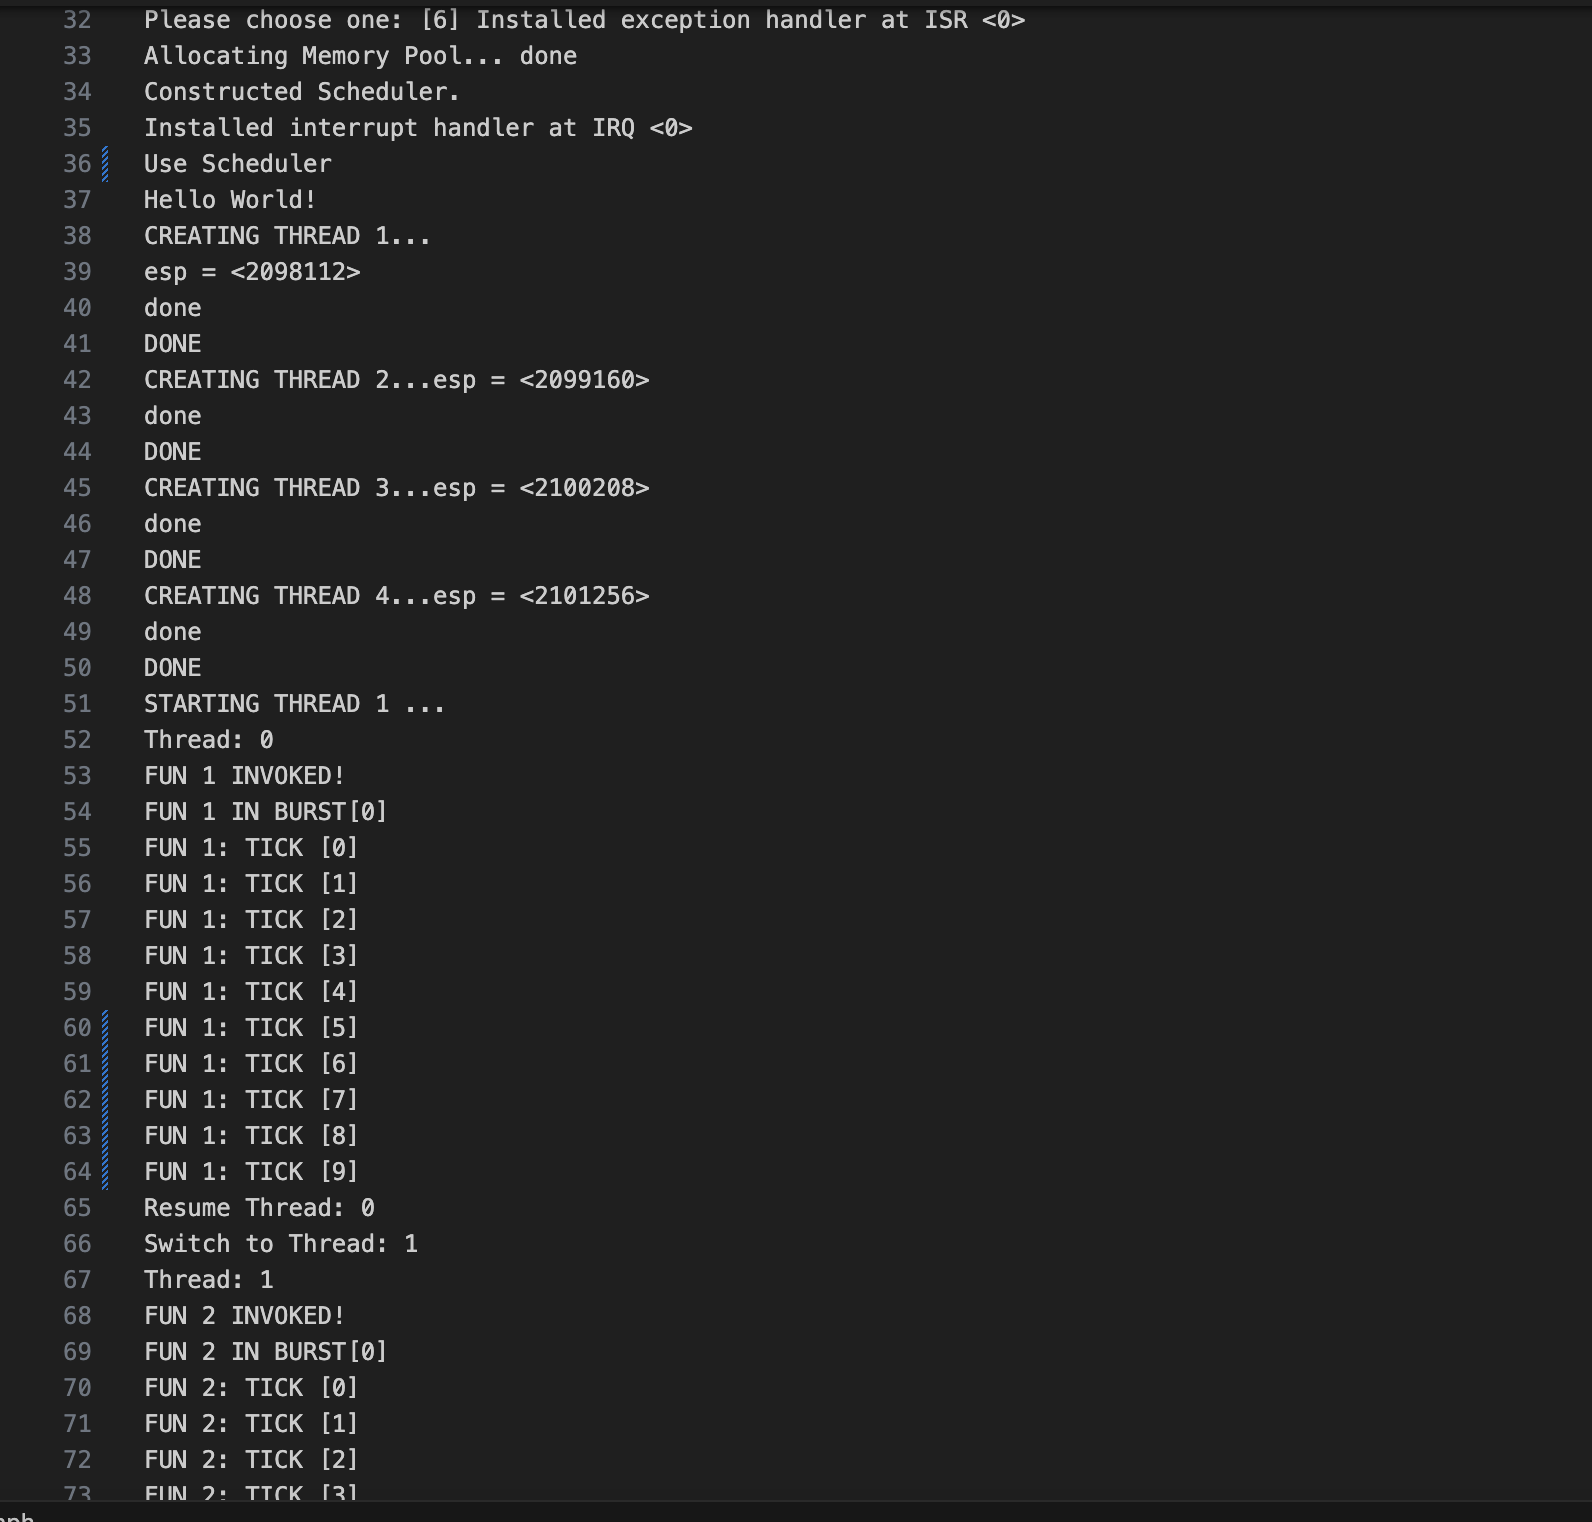 32 Please choose one: [6] Installed exception handler at ISR <0>
33 Allocating Memory Pool... done
34 Constructed Scheduler.
35 Installed interrupt handler at IRQ <0>
36 Use Scheduler
37 Hello World!
38 CREATING THREAD 1...
39 esp = <2098112>
40 done
41 DONE
42 CREATING THREAD 2...esp = <2099160>
43 done
44 DONE
45 CREATING THREAD 3...esp = <2100208>
46 done
47 DONE
48 CREATING THREAD 4...esp = <2101256>
49 done
50 DONE
51 STARTING THREAD 1 ...
52 Thread: 0
53 FUN 1 INVOKED!
54 FUN 1 IN BURST[0]
55 FUN 1: TICK [0]
56 FUN 1: TICK [1]
57 FUN 1: TICK [2]
58 FUN 1: TICK [3]
59 FUN 1: TICK [4]
60 FUN 1: TICK [5]
61 FUN 1: TICK [6]
62 FUN 1: TICK [7]
63 FUN 1: TICK [8]
64 FUN 1: TICK [9]
65 Resume Thread: 0
66 Switch to Thread: 1
67 Thread: 1
68 FUN 2 INVOKED!
69 FUN 2 IN BURST[0]
70 FUN 2: TICK [0]
71 FUN 2: TICK [1]
72 FUN 2: TICK [2]
73 FUN 2: TICK [3]